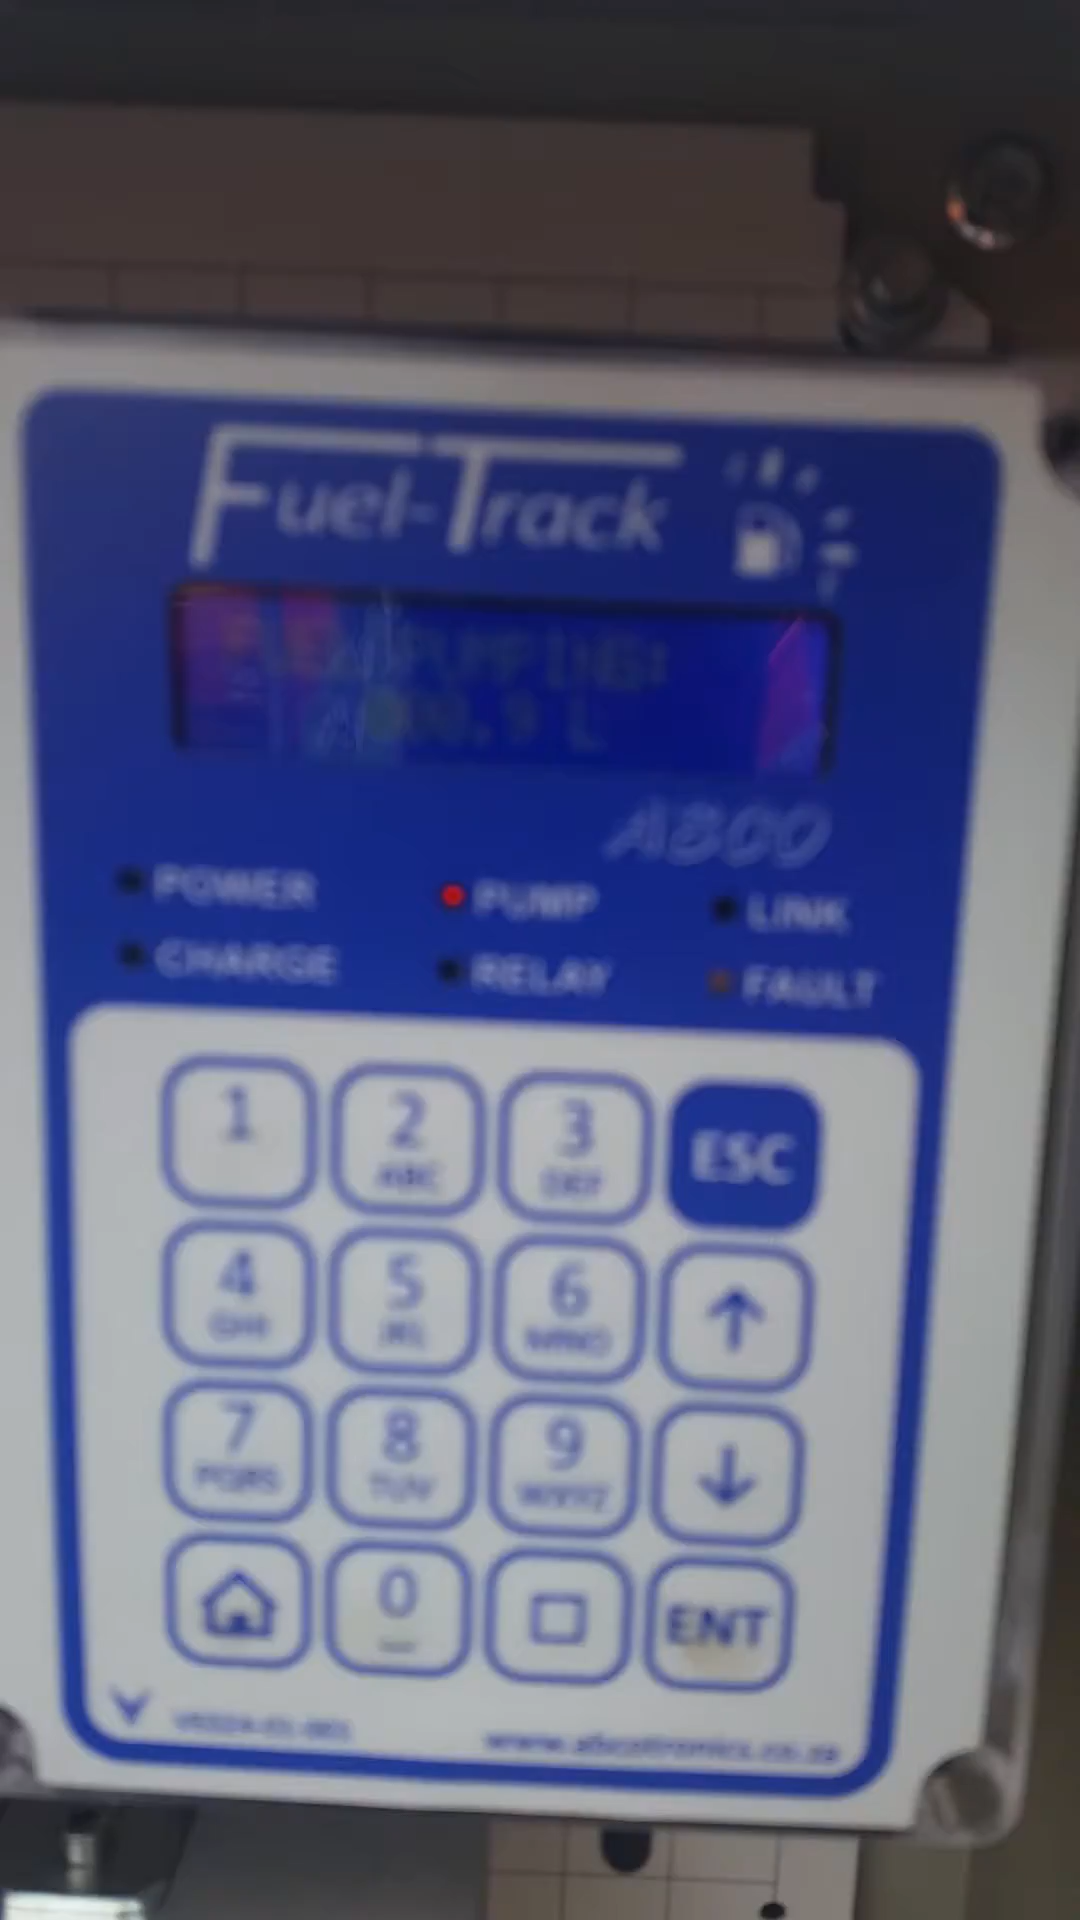 Fuel-Track
PUMPING:
A800
POWER
PUMP
LINK
CHARGE
RELAY
FAULT
1
2
ABC
3
DEF
ESC
4
GHI
5
JKL
6
MNO
7
PQRS
8
TUV
9
WXYZ
0
ENT